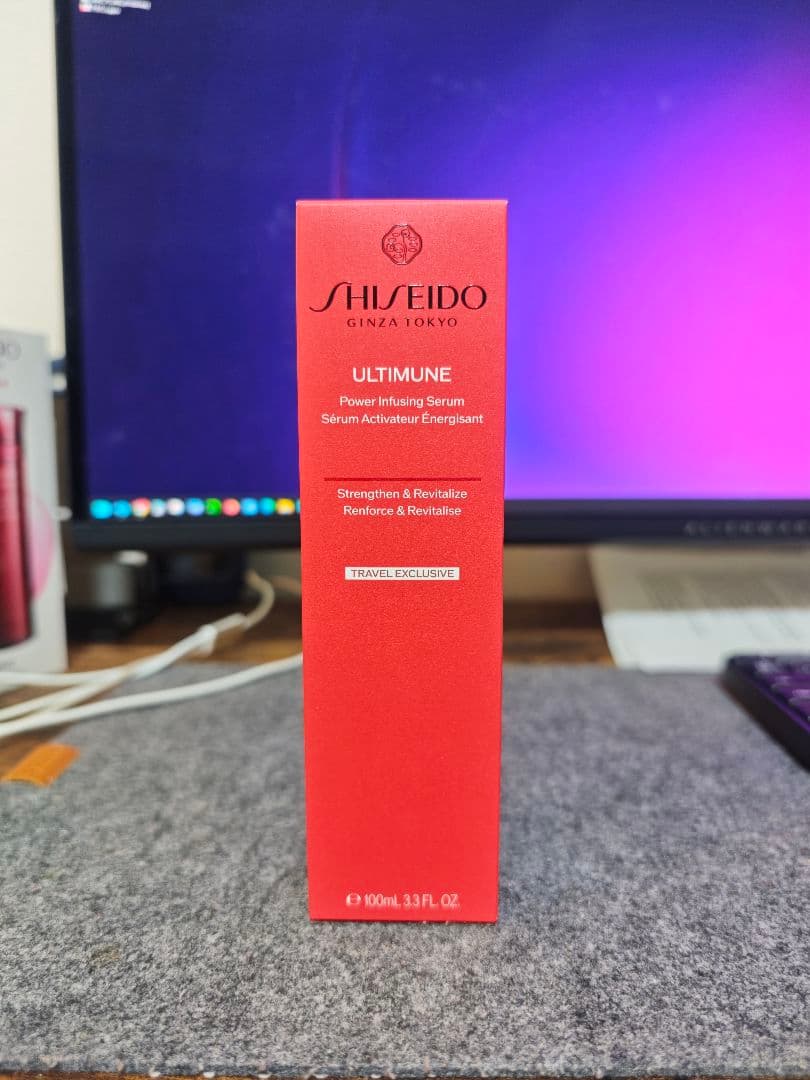 SHISEIDO
GINZA TOKYO
ULTIMUNE
Power Infusing Serum
Sérum Activateur Énergisant
Strengthen & Revitalize
Renforce & Revitalise
TRAVEL EXCLUSIVE
℮ 100mL 3.3 FL. OZ.
ALIENWARE